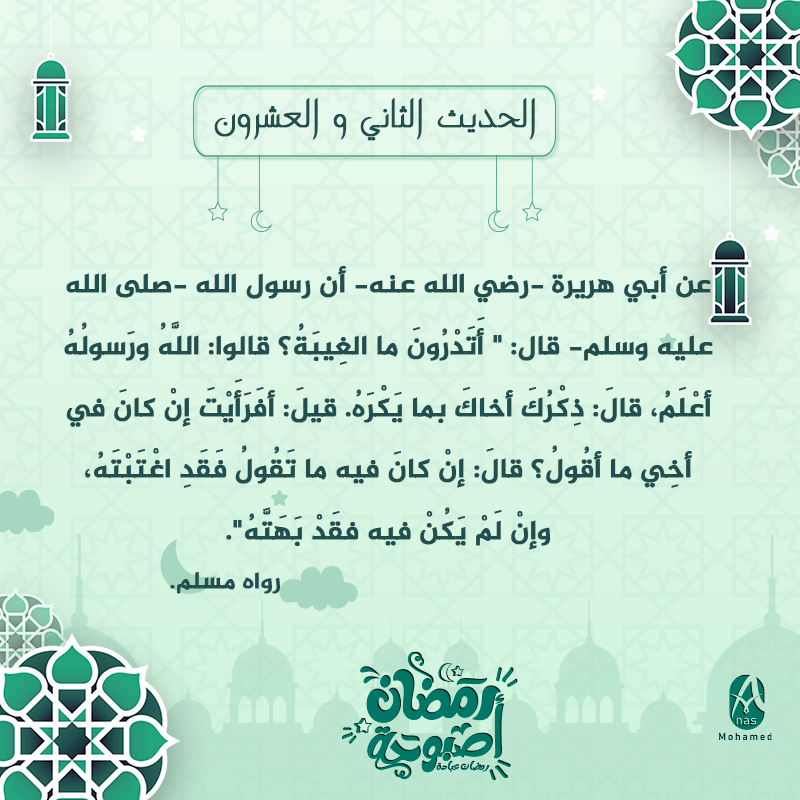 الحديث الثاني و العشرون
عن أبي هريرة -رضي الله عنه- أن رسول الله -صلى الله
عليه وسلم- قال: " أَتَدْرُونَ ما الغِيبَةُ؟ قالوا: اللَّهُ ورَسولُهُ
أعْلَمُ، قالَ: ذِكْرُكَ أخاكَ بما يَكْرَهُ. قيلَ: أفَرَأَيْتَ إنْ كانَ في
أخِي ما أقُولُ؟ قالَ: إنْ كانَ فيه ما تَقُولُ فَقَدِ اغْتَبْتَهُ،
وإنْ لَمْ يَكُنْ فيه فقَدْ بَهَتَّهُ".
رواه مسلم.
رمضان
أصبوحة
رمضان عبادة
Anas
Mohamed